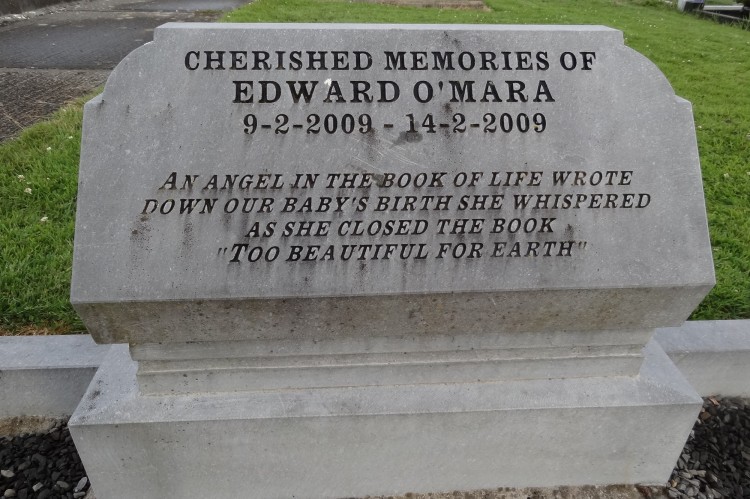 CHERISHED MEMORIES OF
EDWARD O'MARA
9-2-2009 - 14-2-2009
AN ANGEL IN THE BOOK OF LIFE WROTE
DOWN OUR BABY'S BIRTH SHE WHISPERED
AS SHE CLOSED THE BOOK
"TOO BEAUTIFUL FOR EARTH"